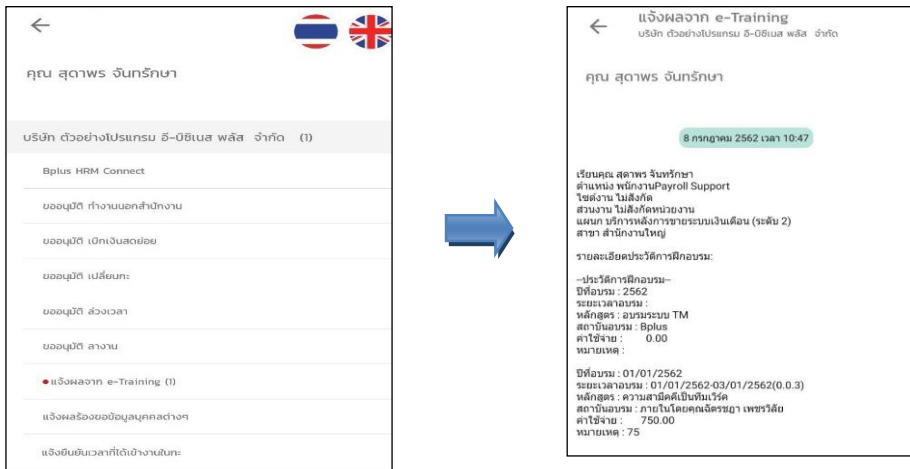 คุณ สุดาพร จันทรักษา
บริษัท ตัวอย่างโปรแกรม อี-บิซิเนส พลัส จำกัด (1)
Bplus HRM Connect
ขออนุมัติ ทำงานนอกสำนักงาน
ขออนุมัติ เบิกเงินสดย่อย
ขออนุมัติ เปลี่ยนกะ
ขออนุมัติ ล่วงเวลา
ขออนุมัติ ลางาน
แจ้งผลจาก e-Training (1)
แจ้งผลร้องขอข้อมูลบุคคลต่างๆ
แจ้งยืนยันเวลาที่ได้เข้างานในกะ
แจ้งผลจาก e-Training
บริษัท ตัวอย่างโปรแกรม อี-บิซิเนส พลัส จำกัด
คุณ สุดาพร จันทรักษา
8 กรกฎาคม 2562 เวลา 10:47
เรียนคุณ สุดาพร จันทรักษา
ตำแหน่ง พนักงานPayroll Support
ไซต์งาน ไม่สังกัด
ส่วนงาน ไม่สังกัดหน่วยงาน
แผนก บริการหลังการขายระบบเงินเดือน (ระดับ 2)
สาขา สำนักงานใหญ่
รายละเอียดประวัติการฝึกอบรม:
--ประวัติการฝึกอบรม--
ปีที่อบรม : 2562
ระยะเวลาอบรม :
หลักสูตร : อบรมระบบ TM
สถาบันอบรม : Bplus
ค่าใช้จ่าย : 0.00
หมายเหตุ :
ปีที่อบรม : 01/01/2562
ระยะเวลาอบรม : 01/01/2562-03/01/2562(0.0.3)
หลักสูตร : ความสามัคคีเป็นทีมเวิร์ค
สถาบันอบรม : ภายในโดยคุณฉัตรชฎา เพชรวิลัย
ค่าใช้จ่าย : 750.00
หมายเหตุ : 75